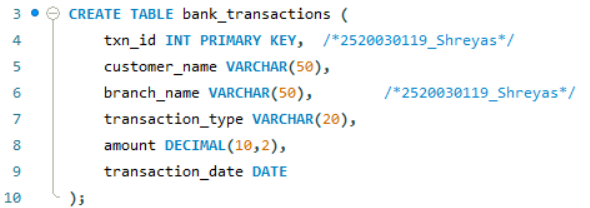 3 CREATE TABLE bank_transactions (
4 txn_id INT PRIMARY KEY, /*2520030119_Shreyas*/
5 customer_name VARCHAR(50),
6 branch_name VARCHAR(50), /*2520030119_Shreyas*/
7 transaction_type VARCHAR(20),
8 amount DECIMAL(10,2),
9 transaction_date DATE
10 );